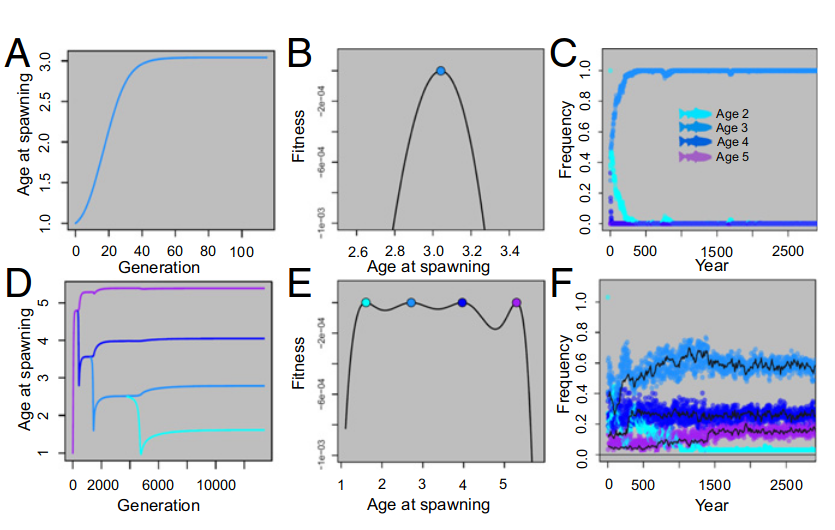 A
Age at spawning
1.0 1.5 2.0 2.5 3.0
0 20 40 60 80 100
Generation
B
Fitness
−1e−03 −6e−04 −2e−04
2.6 2.8 3.0 3.2 3.4
Age at spawning
C
Frequency
0.0 0.2 0.4 0.6 0.8 1.0
Age 2
Age 3
Age 4
Age 5
0 500 1500 2500
Year
D
Age at spawning
1 2 3 4 5
0 2000 6000 10000
Generation
E
Fitness
−1e−03 −6e−04 −2e−04
1 2 3 4 5
Age at spawning
F
Frequency
0.0 0.2 0.4 0.6 0.8 1.0
0 500 1500 2500
Year